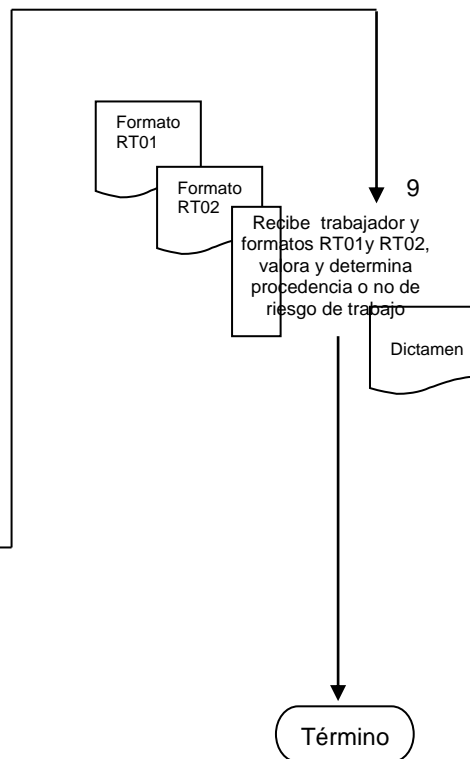 Formato
RT01
Formato
RT02
9
Recibe trabajador y
formatos RT01y RT02,
valora y determina
procedencia o no de
riesgo de trabajo
Dictamen
Término